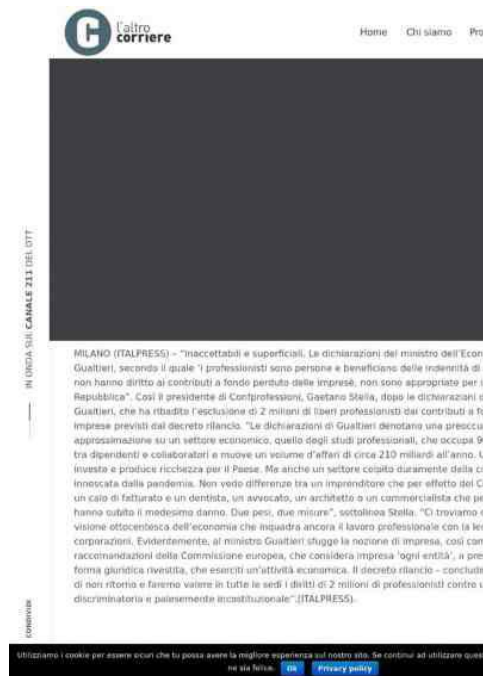 l'altro
corriere
Home Chi siamo
IN ONDA SUL CANALE 211 DEL DTT
MILANO (ITALPRESS) – "Inaccettabili e superficiali. Le dichiarazioni del ministro dell'Econ
Gualtieri, secondo il quale 'i professionisti sono persone e beneficiano delle indennità di
non hanno diritto ai contributi a fondo perduto delle imprese, non sono appropriate per
Repubblica". Così il presidente di Confprofessioni, Gaetano Stella, dopo le dichiarazioni
Gualtieri, che ha ribadito l'esclusione di 2 milioni di liberi professionisti dai contributi a
imprese previsti dal decreto rilancio. "Le dichiarazioni di Gualtieri denotano una preoccu
approssimazione su un settore economico, quello degli studi professionali, che occupa
tra dipendenti e collaboratori e muove un volume d'affari di circa 210 miliardi all'anno.
investe e produce ricchezza per il Paese. Ma anche un settore colpito duramente dalla
innescata dalla pandemia. Non vedo differenze tra un imprenditore che per effetto del
un calo di fatturato e un dentista, un avvocato, un architetto o un commercialista che
hanno subito il medesimo danno. Due pesi, due misure", sottolinea Stella. "Ci troviamo
visione ottocentesca dell'economia che inquadra ancora il lavoro professionale con la
corporazioni. Evidentemente, al ministro Gualtieri sfugge la nozione di impresa, così
raccomandazioni della Commissione europea, che considera impresa 'ogni entità', a
forma giuridica rivestita, che eserciti un'attività economica. Il decreto rilancio – conclude
di non ritorno e faremo valere in tutte le sedi i diritti di 2 milioni di professionisti contro
discriminatoria e palesemente incostituzionale".(ITALPRESS).
CONDIVIDI
Utilizziamo i cookie per essere sicuri che tu possa avere la migliore esperienza sul nostro sito. Se continui ad utilizzare
ne sia felice. Ok Privacy policy